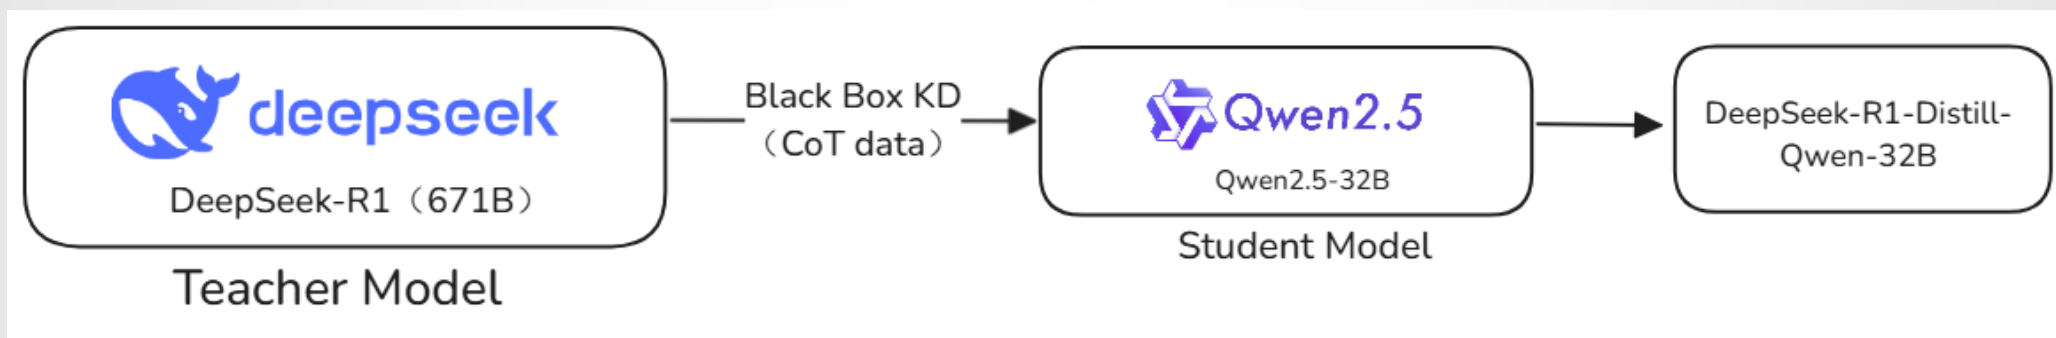 deepseek
DeepSeek-R1（671B）
Teacher Model
Black Box KD
（CoT data）
Qwen2.5
Qwen2.5-32B
Student Model
DeepSeek-R1-Distill-
Qwen-32B